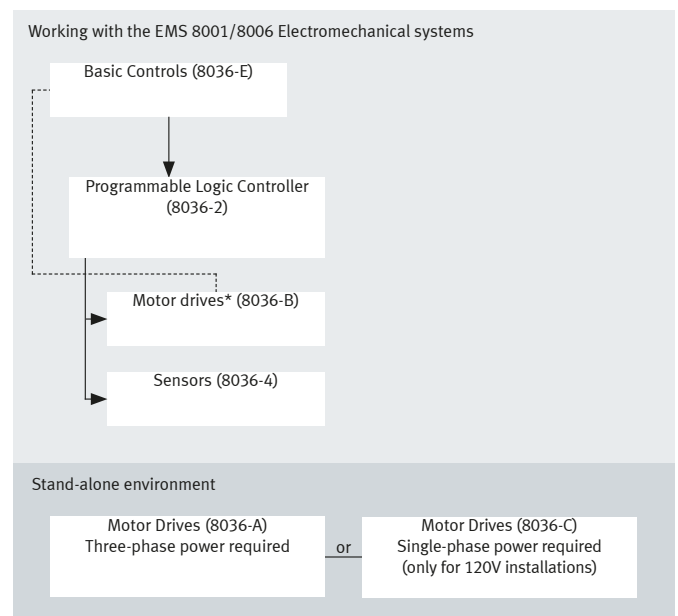 Working with the EMS 8001/8006 Electromechanical systems
Basic Controls (8036-E)
Programmable Logic Controller
(8036-2)
Motor drives* (8036-B)
Sensors (8036-4)
Stand-alone environment
Motor Drives (8036-A)
Three-phase power required
or
Motor Drives (8036-C)
Single-phase power required
(only for 120V installations)